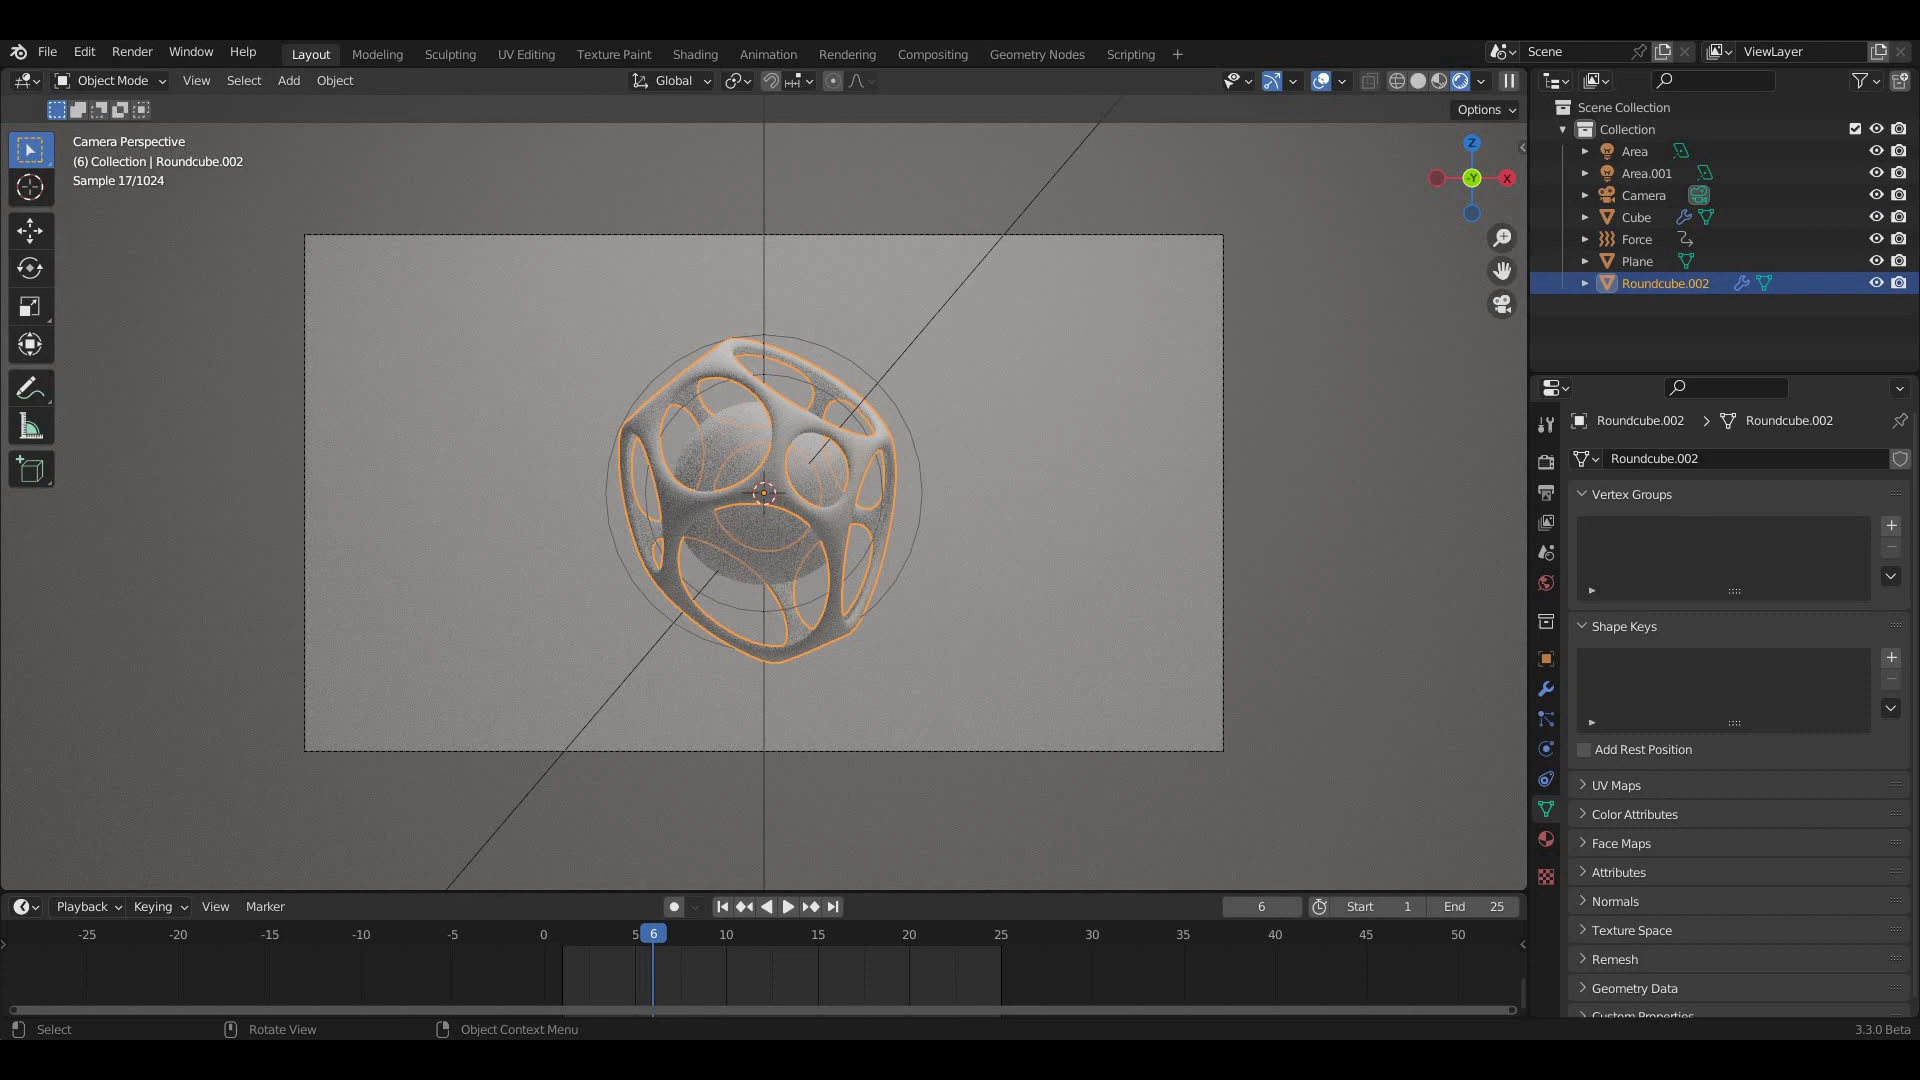 File Edit Render Window Help Layout Modeling Sculpting UV Editing Texture Paint Shading Animation Rendering Compositing Geometry Nodes Scripting + Scene ViewLayer
Object Mode View Select Add Object Global
Options
Camera Perspective
(6) Collection | Roundcube.002
Sample 17/1024
Z
-Y X
Scene Collection
Collection
Area
Area.001
Camera
Cube
Force
Plane
Roundcube.002
Roundcube.002 Roundcube.002
Roundcube.002
Vertex Groups
Shape Keys
Add Rest Position
UV Maps
Color Attributes
Face Maps
Attributes
Normals
Texture Space
Remesh
Geometry Data
Custom Properties
Playback Keying View Marker 6 Start 1 End 25
-25 -20 -15 -10 -5 0 5 6 10 15 20 25 30 35 40 45 50
Select Rotate View Object Context Menu 3.3.0 Beta